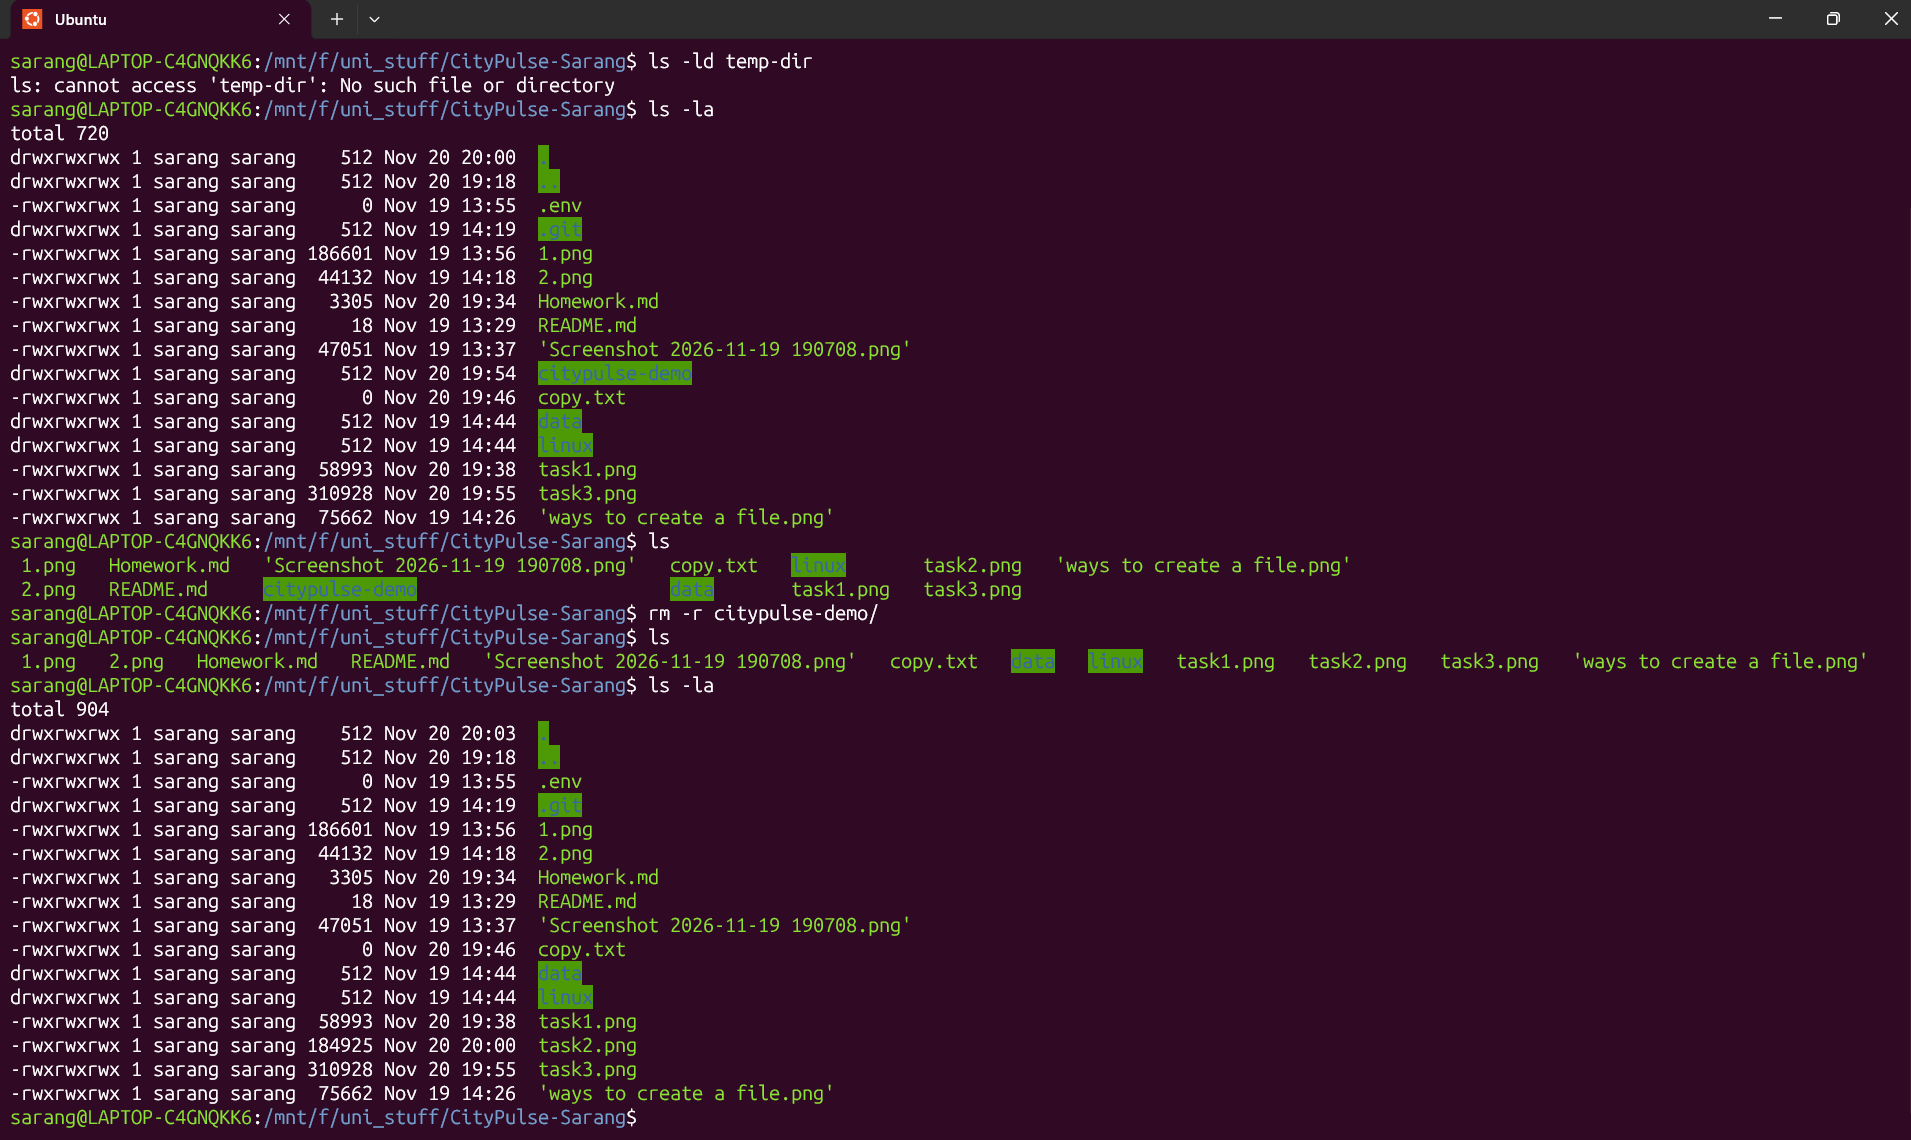 Ubuntu
sarang@LAPTOP-C4GNQKK6:/mnt/f/uni_stuff/CityPulse-Sarang$ ls -ld temp-dir
ls: cannot access 'temp-dir': No such file or directory
sarang@LAPTOP-C4GNQKK6:/mnt/f/uni_stuff/CityPulse-Sarang$ ls -la
total 720
drwxrwxrwx 1 sarang sarang    512 Nov 20 20:00  .
drwxrwxrwx 1 sarang sarang    512 Nov 20 19:18  ..
-rwxrwxrwx 1 sarang sarang      0 Nov 19 13:55  .env
drwxrwxrwx 1 sarang sarang    512 Nov 19 14:19  .git
-rwxrwxrwx 1 sarang sarang 186601 Nov 19 13:56  1.png
-rwxrwxrwx 1 sarang sarang  44132 Nov 19 14:18  2.png
-rwxrwxrwx 1 sarang sarang   3305 Nov 20 19:34  Homework.md
-rwxrwxrwx 1 sarang sarang     18 Nov 19 13:29  README.md
-rwxrwxrwx 1 sarang sarang  47051 Nov 19 13:37  'Screenshot 2026-11-19 190708.png'
drwxrwxrwx 1 sarang sarang    512 Nov 20 19:54  citypulse-demo
-rwxrwxrwx 1 sarang sarang      0 Nov 20 19:46  copy.txt
drwxrwxrwx 1 sarang sarang    512 Nov 19 14:44  data
drwxrwxrwx 1 sarang sarang    512 Nov 19 14:44  linux
-rwxrwxrwx 1 sarang sarang  58993 Nov 20 19:38  task1.png
-rwxrwxrwx 1 sarang sarang 310928 Nov 20 19:55  task3.png
-rwxrwxrwx 1 sarang sarang  75662 Nov 19 14:26  'ways to create a file.png'
sarang@LAPTOP-C4GNQKK6:/mnt/f/uni_stuff/CityPulse-Sarang$ ls
1.png   Homework.md   'Screenshot 2026-11-19 190708.png'   copy.txt   linux       task2.png   'ways to create a file.png'
2.png   README.md     citypulse-demo                       data       task1.png   task3.png
sarang@LAPTOP-C4GNQKK6:/mnt/f/uni_stuff/CityPulse-Sarang$ rm -r citypulse-demo/
sarang@LAPTOP-C4GNQKK6:/mnt/f/uni_stuff/CityPulse-Sarang$ ls
1.png   2.png   Homework.md   README.md   'Screenshot 2026-11-19 190708.png'   copy.txt   data   linux   task1.png   task2.png   task3.png   'ways to create a file.png'
sarang@LAPTOP-C4GNQKK6:/mnt/f/uni_stuff/CityPulse-Sarang$ ls -la
total 904
drwxrwxrwx 1 sarang sarang    512 Nov 20 20:03  .
drwxrwxrwx 1 sarang sarang    512 Nov 20 19:18  ..
-rwxrwxrwx 1 sarang sarang      0 Nov 19 13:55  .env
drwxrwxrwx 1 sarang sarang    512 Nov 19 14:19  .git
-rwxrwxrwx 1 sarang sarang 186601 Nov 19 13:56  1.png
-rwxrwxrwx 1 sarang sarang  44132 Nov 19 14:18  2.png
-rwxrwxrwx 1 sarang sarang   3305 Nov 20 19:34  Homework.md
-rwxrwxrwx 1 sarang sarang     18 Nov 19 13:29  README.md
-rwxrwxrwx 1 sarang sarang  47051 Nov 19 13:37  'Screenshot 2026-11-19 190708.png'
-rwxrwxrwx 1 sarang sarang      0 Nov 20 19:46  copy.txt
drwxrwxrwx 1 sarang sarang    512 Nov 19 14:44  data
drwxrwxrwx 1 sarang sarang    512 Nov 19 14:44  linux
-rwxrwxrwx 1 sarang sarang  58993 Nov 20 19:38  task1.png
-rwxrwxrwx 1 sarang sarang 184925 Nov 20 20:00  task2.png
-rwxrwxrwx 1 sarang sarang 310928 Nov 20 19:55  task3.png
-rwxrwxrwx 1 sarang sarang  75662 Nov 19 14:26  'ways to create a file.png'
sarang@LAPTOP-C4GNQKK6:/mnt/f/uni_stuff/CityPulse-Sarang$